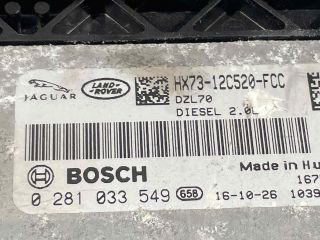 JAGUAR
LAND-ROVER
HX73-12C520-FCC
DZL70
DIESEL 2.0L
Made in Hu
BOSCH
167
0 281 033 549 G5B 16-10-26 1039